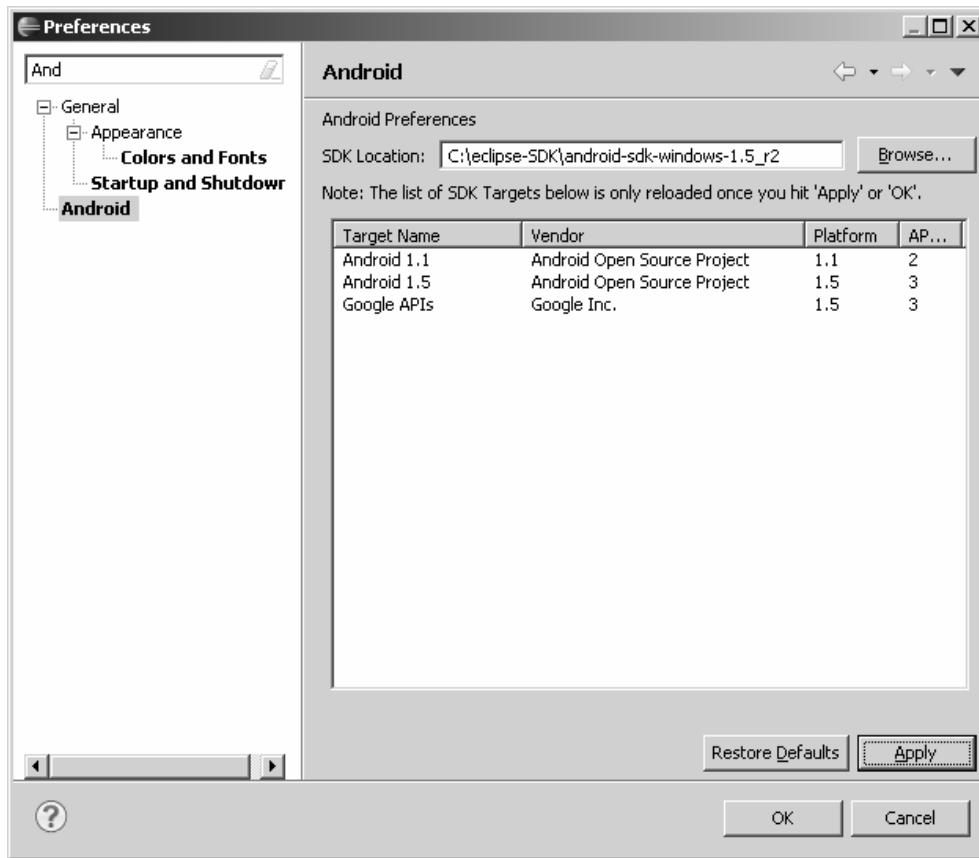 Preferences
And
General
Appearance
Colors and Fonts
Startup and Shutdowr
Android
Android
Android Preferences
SDK Location: C:\eclipse-SDK\android-sdk-windows-1.5_r2 Browse...
Note: The list of SDK Targets below is only reloaded once you hit 'Apply' or 'OK'.
Target Name Vendor Platform AP...
Android 1.1 Android Open Source Project 1.1 2
Android 1.5 Android Open Source Project 1.5 3
Google APIs Google Inc. 1.5 3
Restore Defaults Apply
? OK Cancel